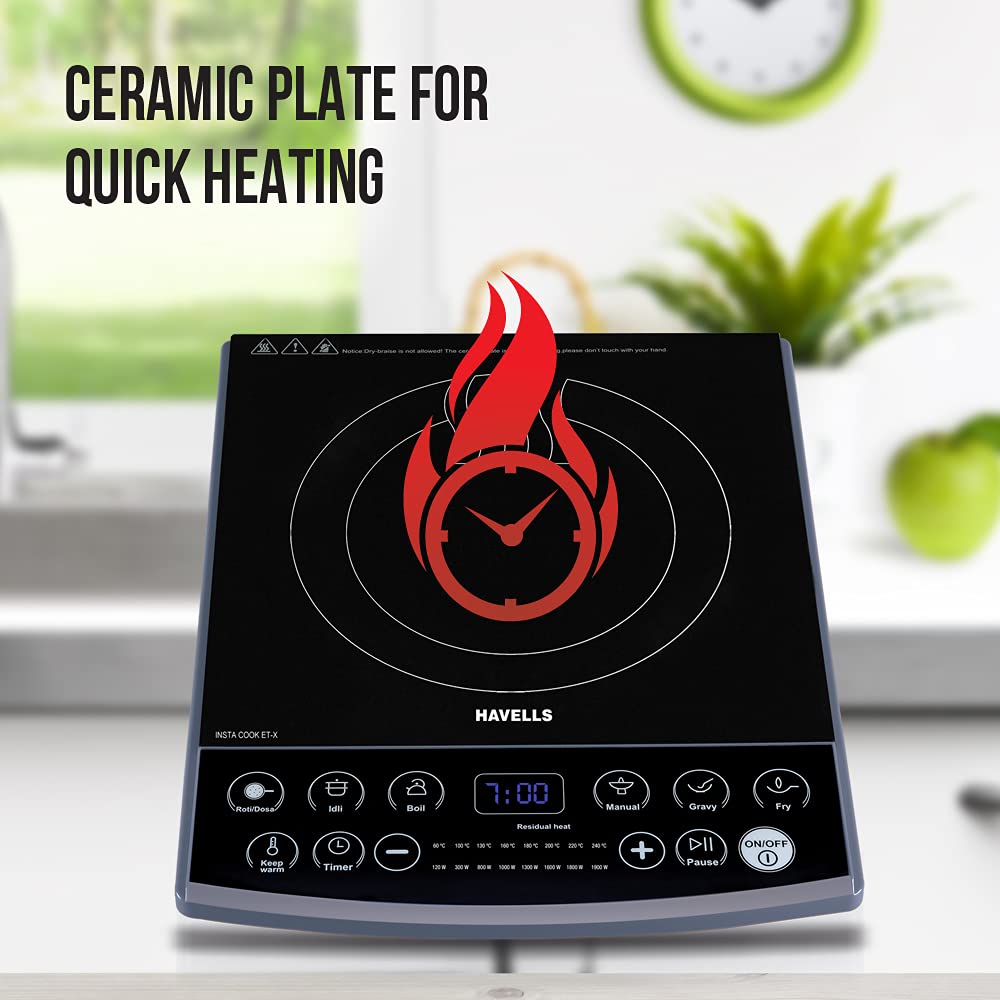 CERAMIC PLATE FOR
QUICK HEATING
Notice:Dry-braise is not allowed! The please don't touch with your hand
HAVELLS
INSTA COOK ET-X
Roti/Dosa Idli Boil 7:00 Manual Gravy Fry
Residual heat
Keep
warm
Timer − + Pause ON/OFF
60 °C 100 °C 130 °C 160 °C 180 °C 200 °C 220 °C 240 °C
120 W 300 W 800 W 1000 W 1300 W 1600 W 1800 W 1900 W